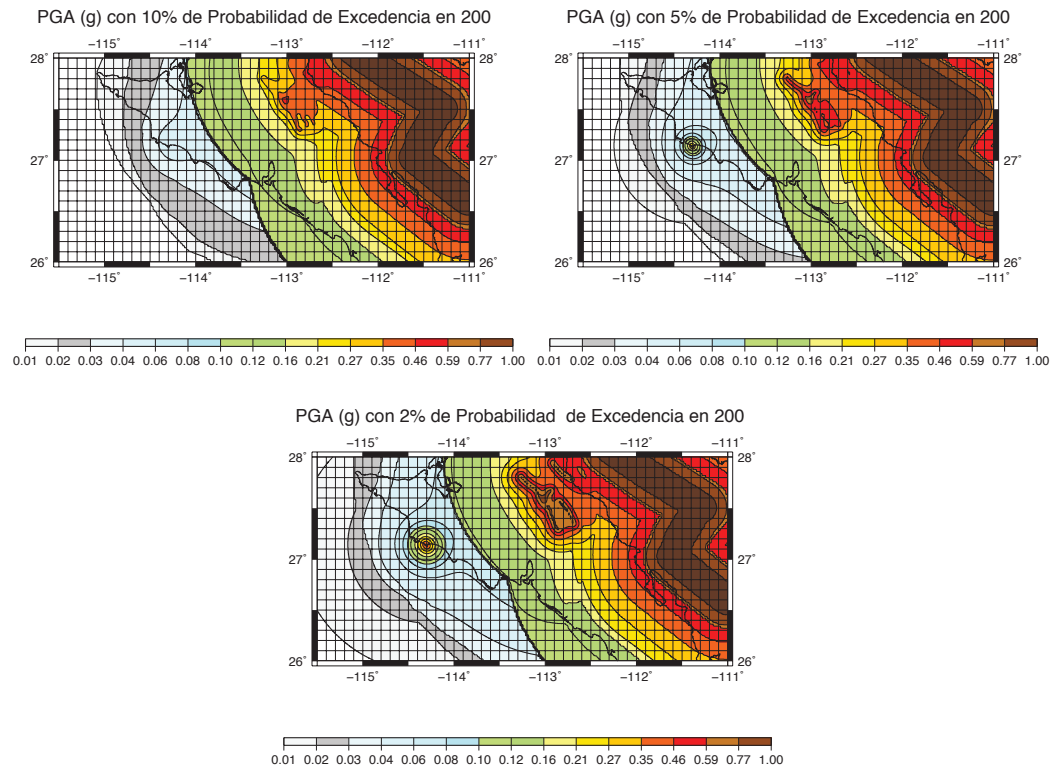 PGA (g) con 10% de Probabilidad de Excedencia en 200
−115˚ −114˚ −113˚ −112˚ −111˚
28˚ 28˚
27˚ 27˚
26˚ 26˚
−115˚ −114˚ −113˚ −112˚ −111˚
0.01 0.02 0.03 0.04 0.06 0.08 0.10 0.12 0.16 0.21 0.27 0.35 0.46 0.59 0.77 1.00
PGA (g) con 5% de Probabilidad de Excedencia en 200
−115˚ −114˚ −113˚ −112˚ −111˚
28˚ 28˚
27˚ 27˚
26˚ 26˚
−115˚ −114˚ −113˚ −112˚ −111˚
0.01 0.02 0.03 0.04 0.06 0.08 0.10 0.12 0.16 0.21 0.27 0.35 0.46 0.59 0.77 1.00
PGA (g) con 2% de Probabilidad de Excedencia en 200
−115˚ −114˚ −113˚ −112˚ −111˚
28˚ 28˚
27˚ 27˚
26˚ 26˚
−115˚ −114˚ −113˚ −112˚ −111˚
0.01 0.02 0.03 0.04 0.06 0.08 0.10 0.12 0.16 0.21 0.27 0.35 0.46 0.59 0.77 1.00